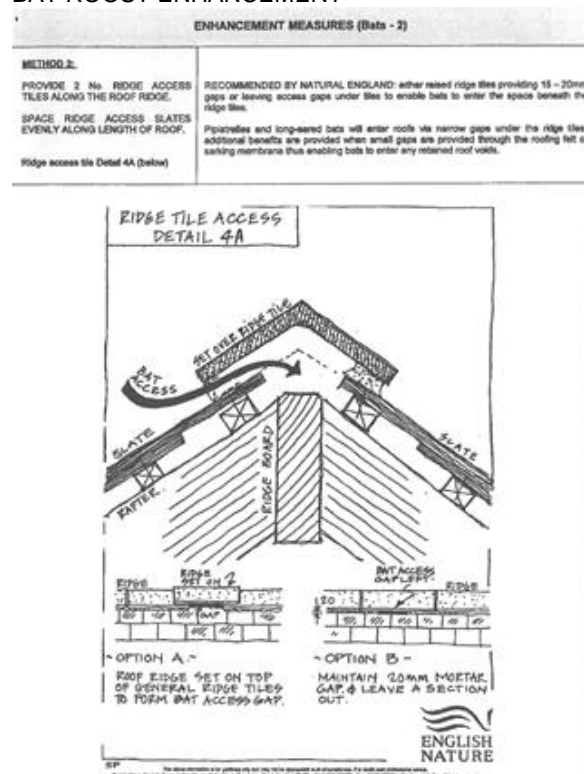 BAT ROOST ENHANCEMENT
ENHANCEMENT MEASURES (Bats - 2)
METHOD 2:
PROVIDE 2 No RIDGE ACCESS
TILES ALONG THE ROOF RIDGE.
SPACE RIDGE ACCESS SLATES
EVENLY ALONG LENGTH OF ROOF.
Ridge access tile Detail 4A (below)
RECOMMENDED BY NATURAL ENGLAND: either raised ridge tiles providing 15 – 20mm
gaps or leaving access gaps under tiles to enable bats to enter the space beneath the
ridge tiles.
Pipistrelles and long-eared bats will enter roofs via narrow gaps under the ridge tiles
additional benefits are provided when small gaps are provided through the roofing felt o
sarking membrane thus enabling bats to enter any retained roof voids.
RIDGE TILE ACCESS
DETAIL 4A
SET OVER RIDGE TILE
BAT
ACCESS
SLATE
RAFTER
RIDGE BOARD
SLATE
RIDGE
RIDGE
SET ON
GAP
BAT ACCESS
GAP LEFT
RIDGE
20
- OPTION A -
ROOF RIDGE SET ON TOP
OF GENERAL RIDGE TILES
TO FORM BAT ACCESS GAP.
- OPTION B -
MAINTAIN 20MM MORTAR
GAP & LEAVE A SECTION
OUT.
ENGLISH
NATURE
SP